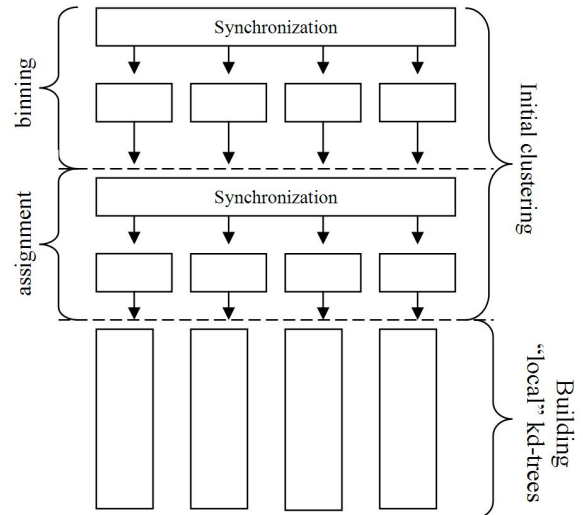 Synchronization
binning
Synchronization
assignment
Initial clustering
Building
“local” kd-trees